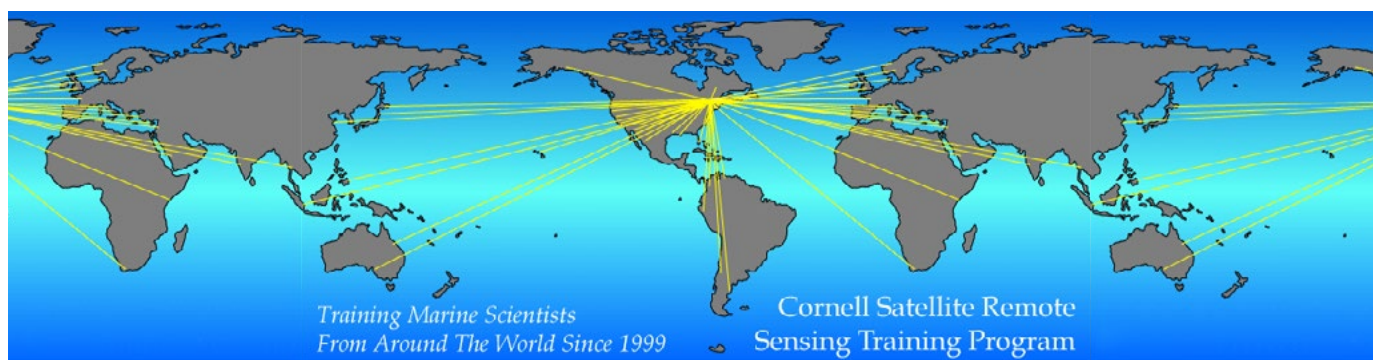 Training Marine Scientists
From Around The World Since 1999
Cornell Satellite Remote
Sensing Training Program